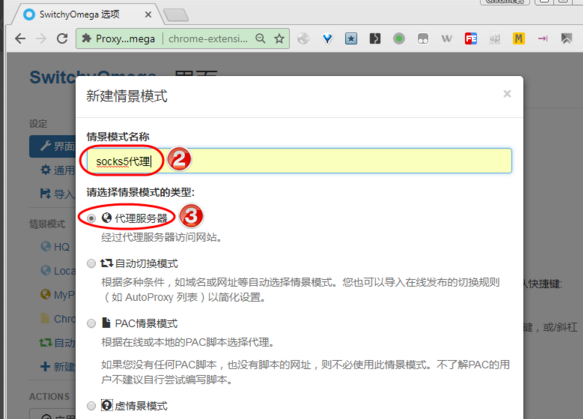 SwitchyOmega 选项
Proxy...mega
chrome-extensi...
SwitchyOmega 界面
设定
界面
通用
导入
情景模式
HQ
Loca
MyP
Chro
自动
新建
ACTIONS
新建情景模式
×
情景模式名称
socks5代理
2
请选择情景模式的类型:
代理服务器
3
经过代理服务器访问网站。
自动切换模式
根据多种条件，如域名或网址等自动选择情景模式。您也可以导入在线发布的切换规则
（如 AutoProxy 列表）以简化设置。
PAC情景模式
根据在线或本地的PAC脚本选择代理。
如果您没有任何PAC脚本，也没有脚本的网址，则不必使用此情景模式。不了解PAC的用
户不建议自行尝试编写脚本。
虚情景模式
快捷键:
键，或/斜杠